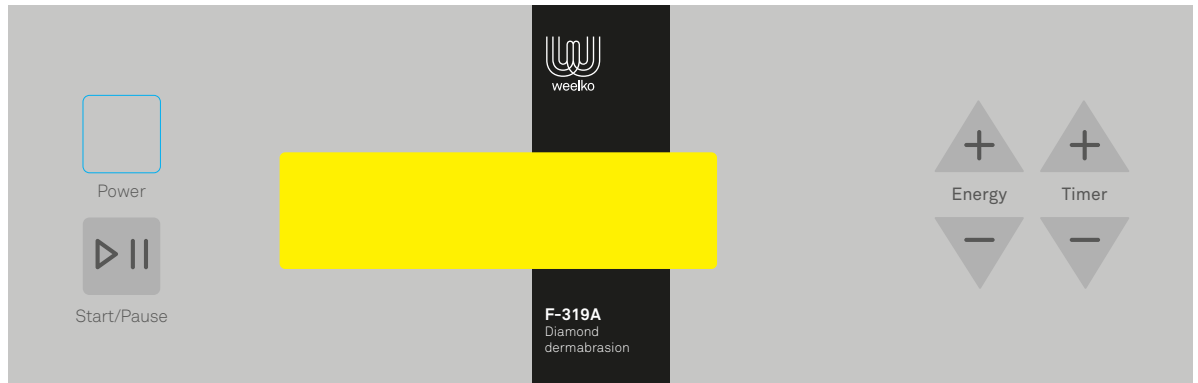 weelko
Power
Start/Pause
Energy
Timer
F-319A
Diamond
dermabrasion